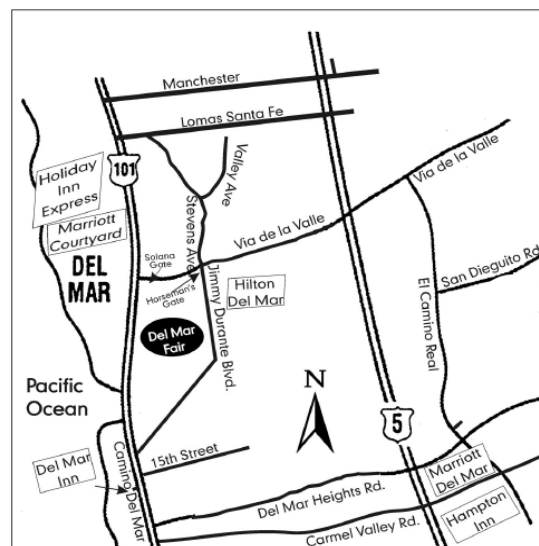 Manchester
Lomas Santa Fe
101
Holiday
Inn
Express
Marriott
Courtyard
Valley Ave
Stevens Ave
Via de la Valle
Via de la Valle
DEL
MAR
Solana
Gate
Horseman's
Gate
Hilton
Del Mar
Jimmy Durante Blvd.
San Dieguito Rd
El Camino Real
Del Mar
Fair
Pacific
Ocean
N
5
15th Street
Del Mar
Inn
Camino Del Mar
Del Mar Heights Rd.
Marriott
Del Mar
Carmel Valley Rd.
Hampton
Inn